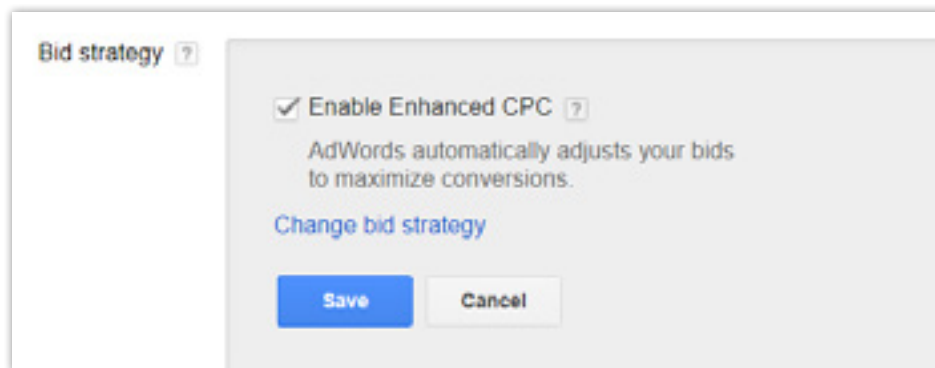 Bid strategy ?
Enable Enhanced CPC ?
AdWords automatically adjusts your bids
to maximize conversions.
Change bid strategy
Save Cancel